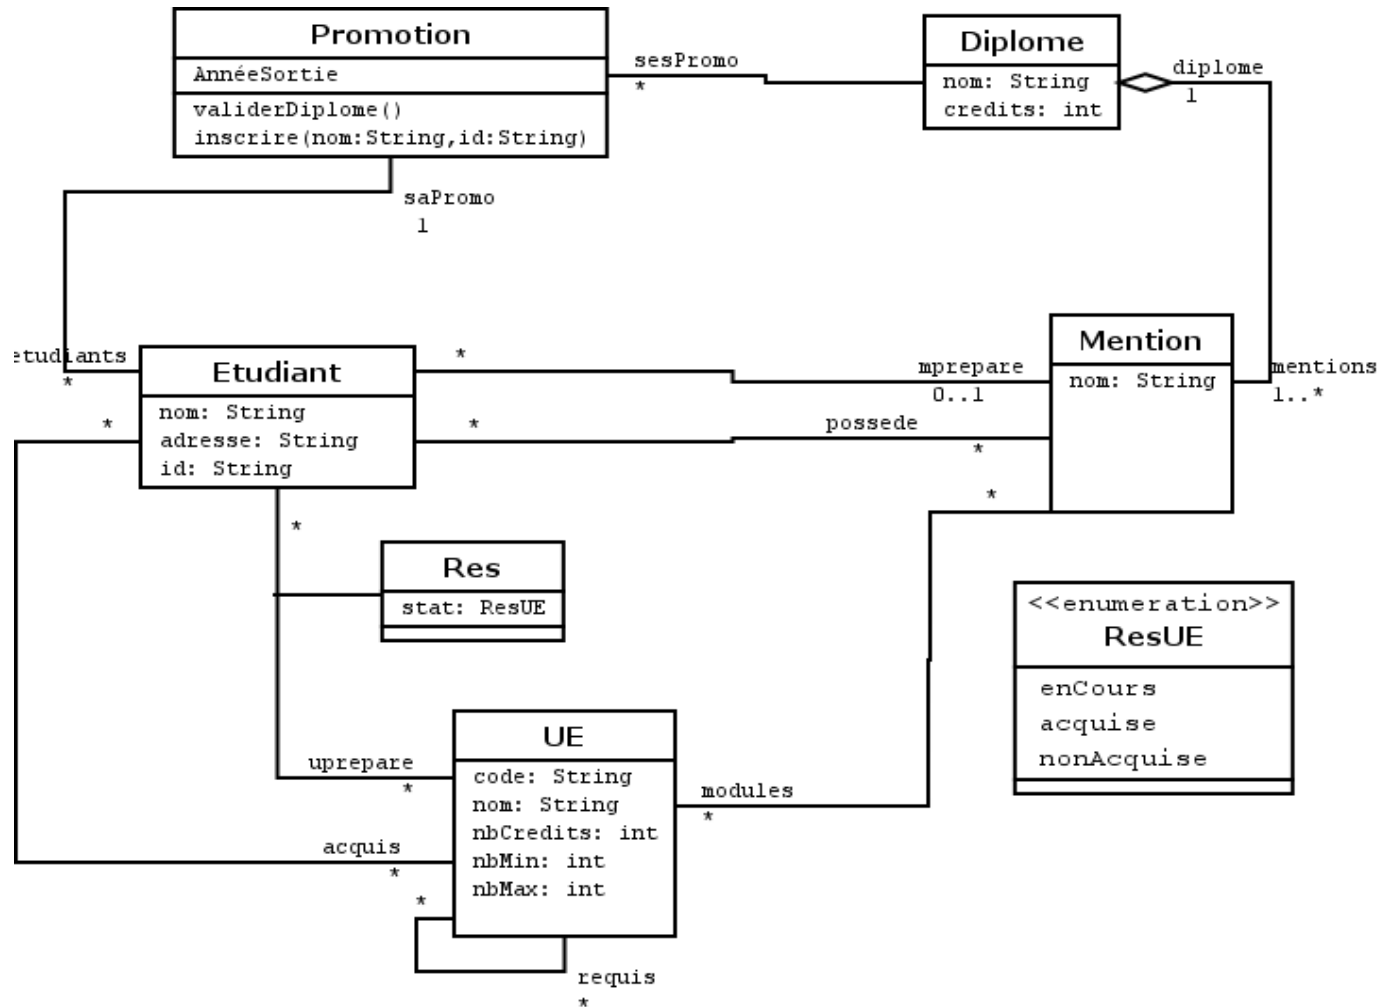 Promotion
AnnéeSortie
validerDiplome()
inscrire(nom:String,id:String)
sesPromo
*
Diplome
nom: String
credits: int
diplome
1
saPromo
1
etudiants
*
*
Etudiant
nom: String
adresse: String
id: String
*
*
mprepare
0..1
possede
*
*
Mention
nom: String
mentions
1..*
*
Res
stat: ResUE
<<enumeration>>
ResUE
enCours
acquise
nonAcquise
uprepare
*
acquis
*
*
UE
code: String
nom: String
nbCredits: int
nbMin: int
nbMax: int
modules
*
requis
*